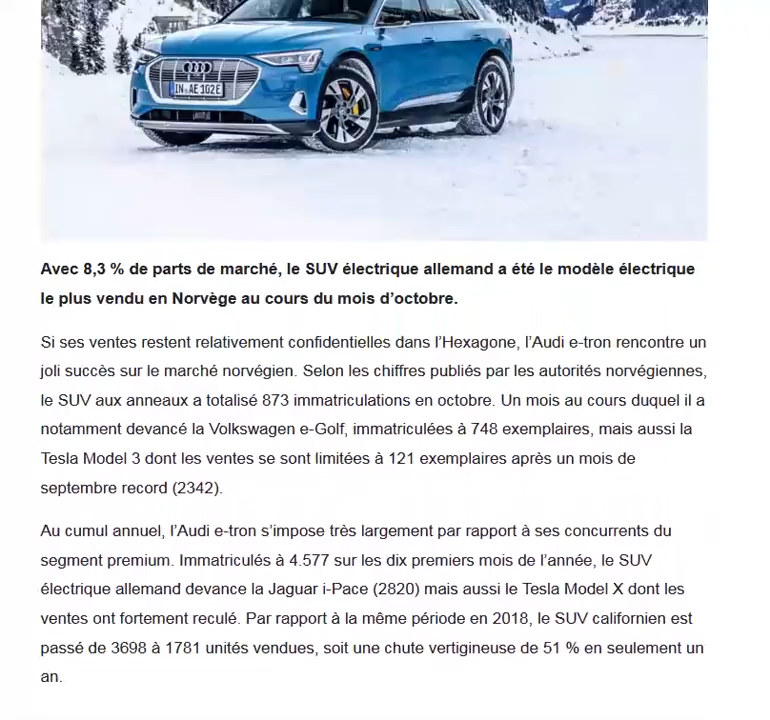 IN AE 102E
Avec 8,3 % de parts de marché, le SUV électrique allemand a été le modèle électrique
le plus vendu en Norvège au cours du mois d’octobre.
Si ses ventes restent relativement confidentielles dans l’Hexagone, l’Audi e-tron rencontre un
joli succès sur le marché norvégien. Selon les chiffres publiés par les autorités norvégiennes,
le SUV aux anneaux a totalisé 873 immatriculations en octobre. Un mois au cours duquel il a
notamment devancé la Volkswagen e-Golf, immatriculées à 748 exemplaires, mais aussi la
Tesla Model 3 dont les ventes se sont limitées à 121 exemplaires après un mois de
septembre record (2342).
Au cumul annuel, l’Audi e-tron s’impose très largement par rapport à ses concurrents du
segment premium. Immatriculés à 4.577 sur les dix premiers mois de l’année, le SUV
électrique allemand devance la Jaguar i-Pace (2820) mais aussi le Tesla Model X dont les
ventes ont fortement reculé. Par rapport à la même période en 2018, le SUV californien est
passé de 3698 à 1781 unités vendues, soit une chute vertigineuse de 51 % en seulement un
an.